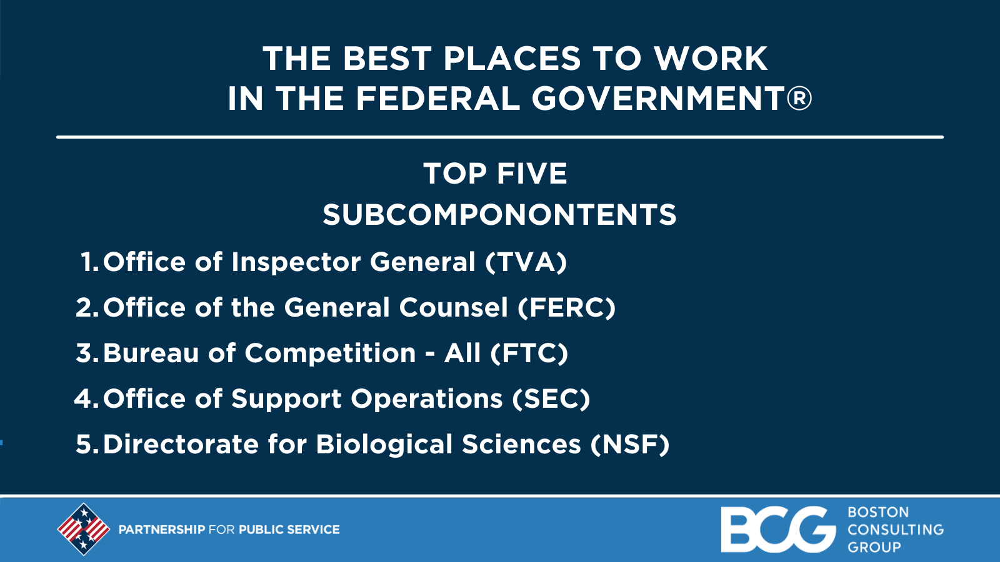 THE BEST PLACES TO WORK
IN THE FEDERAL GOVERNMENT®
TOP FIVE
SUBCOMPONONTENTS
1. Office of Inspector General (TVA)
2. Office of the General Counsel (FERC)
3. Bureau of Competition - All (FTC)
4. Office of Support Operations (SEC)
5. Directorate for Biological Sciences (NSF)
PARTNERSHIP FOR PUBLIC SERVICE
BCG
BOSTON
CONSULTING
GROUP